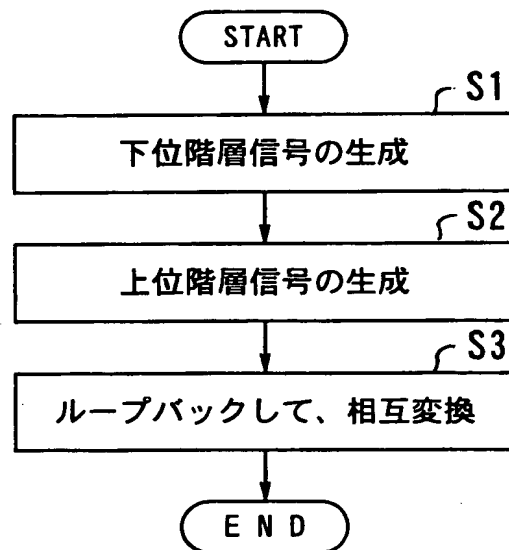 START
S1
下位階層信号の生成
S2
上位階層信号の生成
S3
ループバックして、相互変換
END